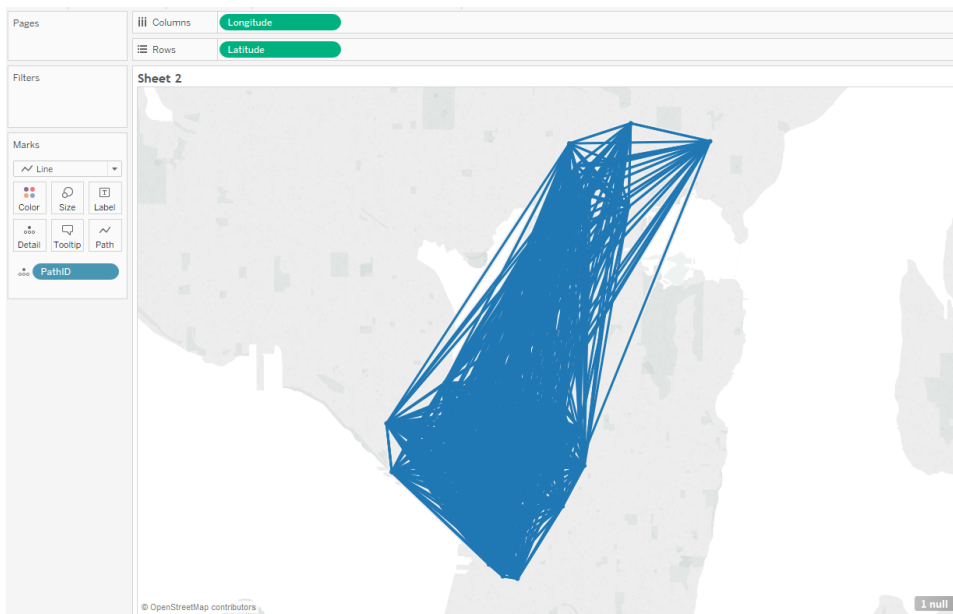 Pages
Columns
Longitude
Rows
Latitude
Filters
Sheet 2
Marks
Line
Color
Size
Label
T
Detail
Tooltip
Path
PathID
© OpenStreetMap contributors
1 null